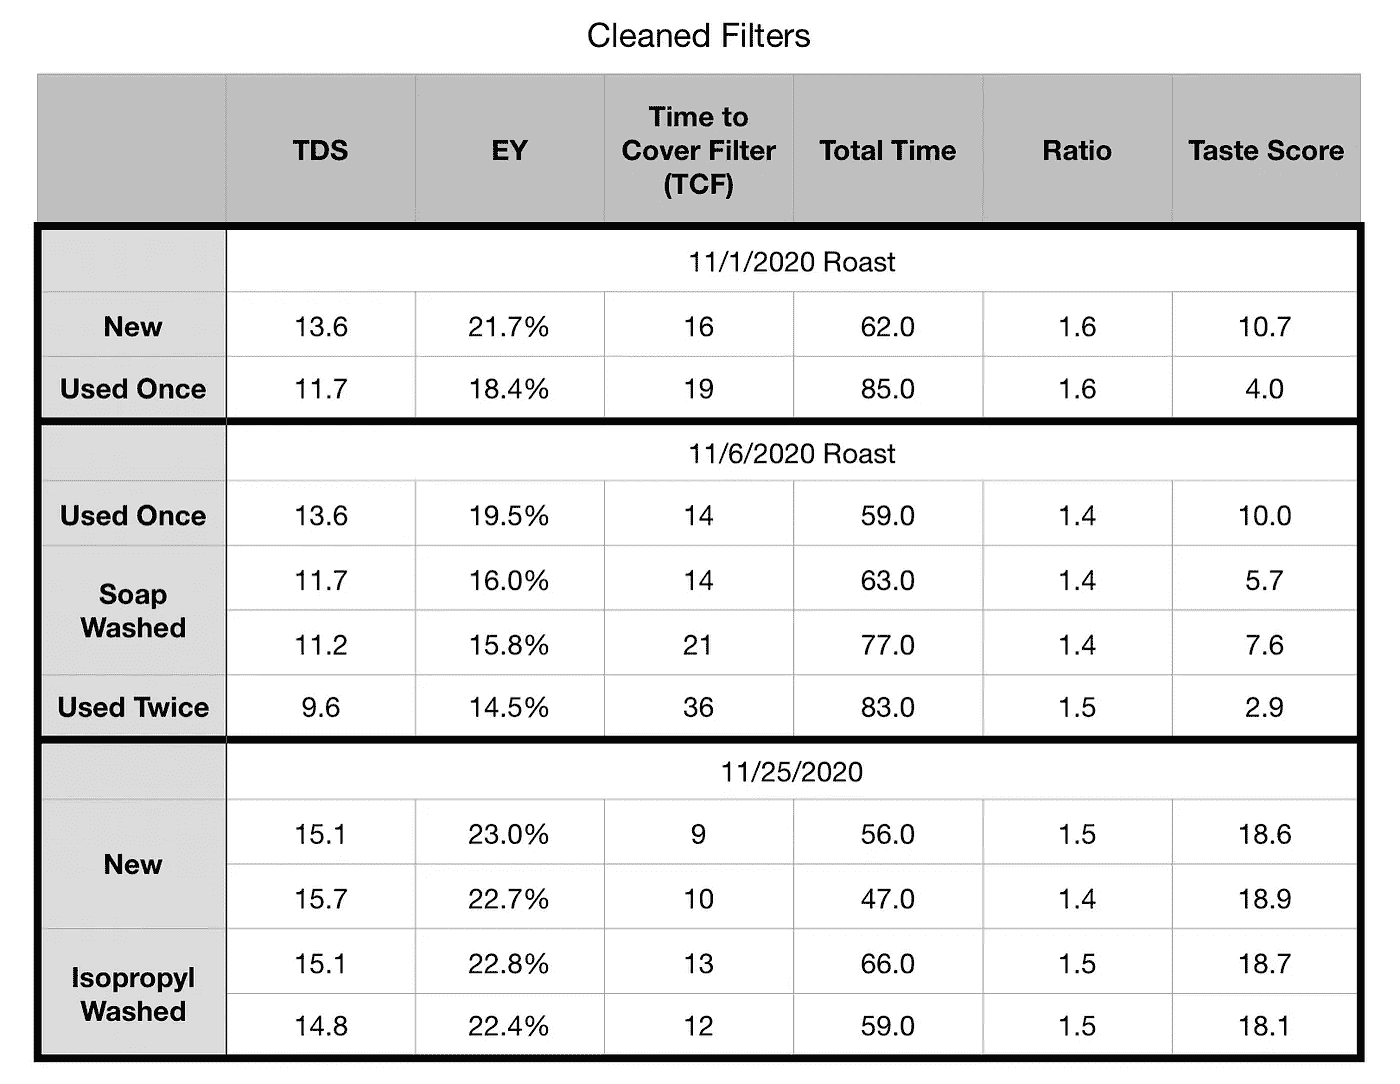 Cleaned Filters
TDS EY Time to Cover Filter (TCF) Total Time Ratio Taste Score
11/1/2020 Roast
New 13.6 21.7% 16 62.0 1.6 10.7
Used Once 11.7 18.4% 19 85.0 1.6 4.0
11/6/2020 Roast
Used Once 13.6 19.5% 14 59.0 1.4 10.0
Soap Washed 11.7 16.0% 14 63.0 1.4 5.7
11.2 15.8% 21 77.0 1.4 7.6
Used Twice 9.6 14.5% 36 83.0 1.5 2.9
11/25/2020
New 15.1 23.0% 9 56.0 1.5 18.6
15.7 22.7% 10 47.0 1.4 18.9
Isopropyl Washed 15.1 22.8% 13 66.0 1.5 18.7
14.8 22.4% 12 59.0 1.5 18.1